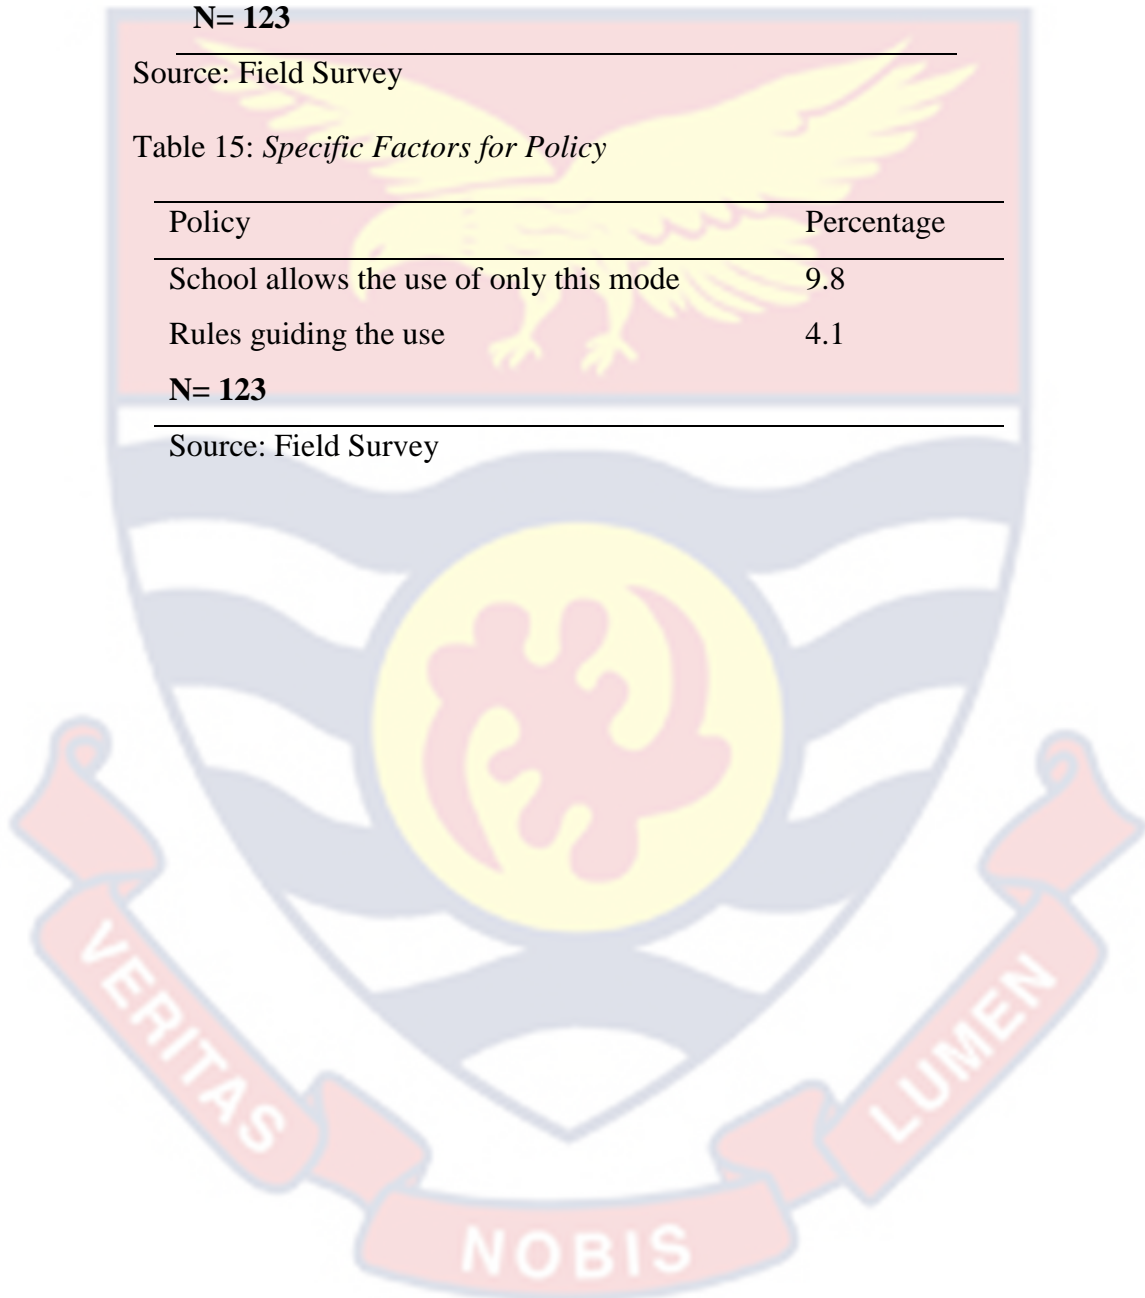 N= 123
Source: Field Survey
Table 15: Specific Factors for Policy
Policy Percentage
School allows the use of only this mode 9.8
Rules guiding the use 4.1
N= 123
Source: Field Survey
VERITAS
NOBIS
LUMEN